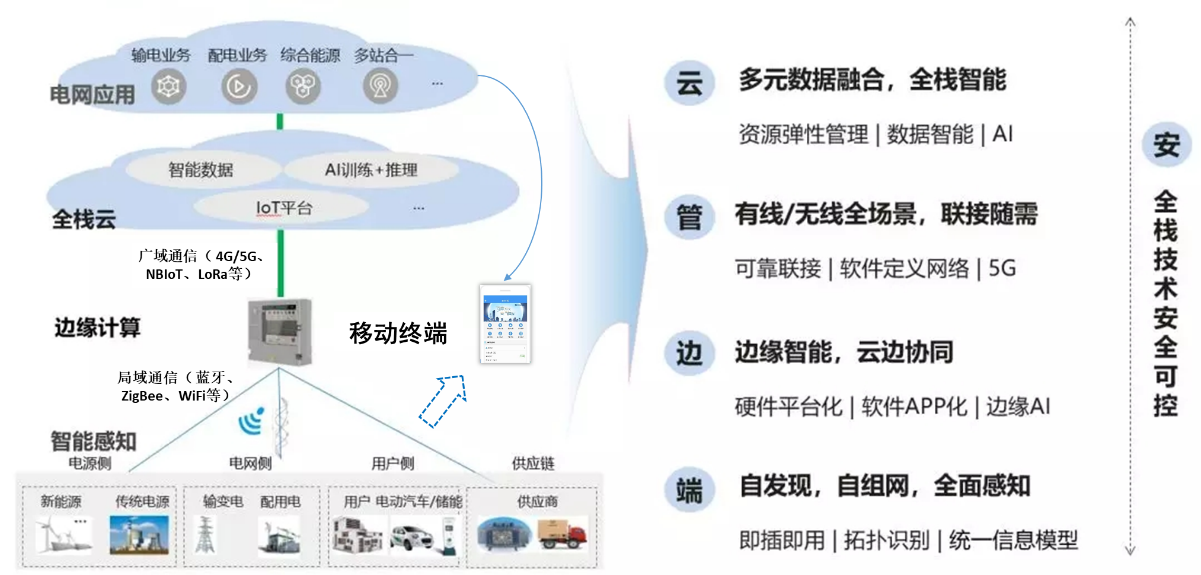 输电业务 配电业务 综合能源 多站合一
...
电网应用
智能数据 AI训练+推理
IoT平台 ...
全栈云
广域通信（4G/5G、
NBIoT、LoRa等）
边缘计算
移动终端
局域通信（蓝牙、
ZigBee、WiFi等）
智能感知
电源侧 电网侧 用户侧 供应链
新能源 传统电源 输变电 配用电 用户 电动汽车/储能 供应商
...
云 多元数据融合，全栈智能
资源弹性管理 | 数据智能 | AI
管 有线/无线全场景，联接随需
可靠联接 | 软件定义网络 | 5G
边 边缘智能，云边协同
硬件平台化 | 软件APP化 | 边缘AI
端 自发现，自组网，全面感知
即插即用 | 拓扑识别 | 统一信息模型
安
全栈技术安全可控